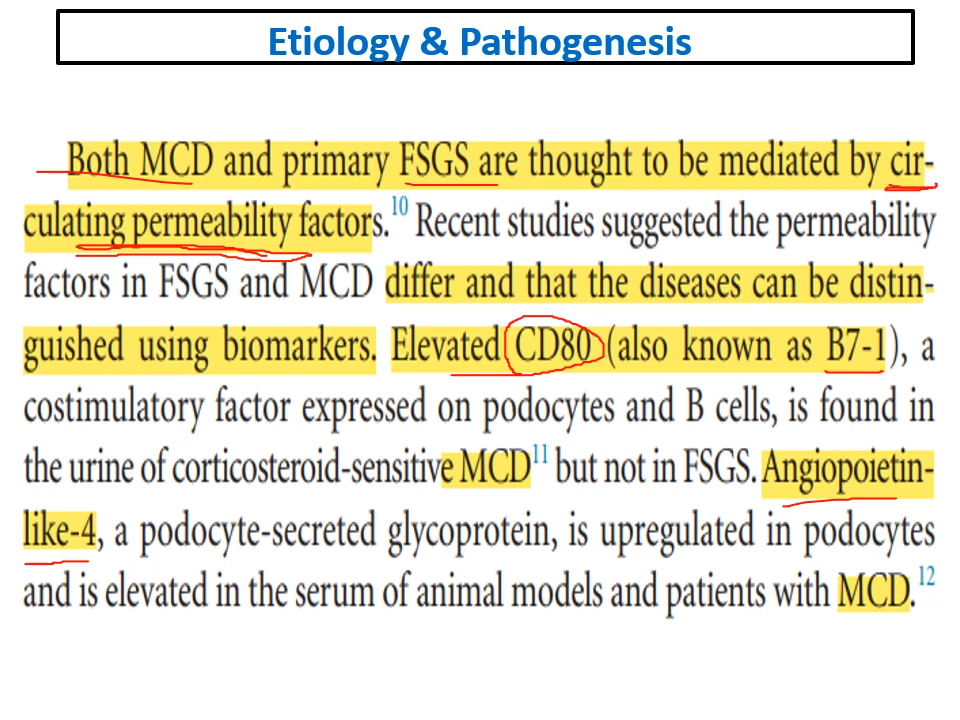 Etiology & Pathogenesis
Both MCD and primary FSGS are thought to be mediated by cir-
culating permeability factors.10 Recent studies suggested the permeability
factors in FSGS and MCD differ and that the diseases can be distin-
guished using biomarkers. Elevated CD80 (also known as B7-1), a
costimulatory factor expressed on podocytes and B cells, is found in
the urine of corticosteroid-sensitive MCD11 but not in FSGS. Angiopoietin-
like-4, a podocyte-secreted glycoprotein, is upregulated in podocytes
and is elevated in the serum of animal models and patients with MCD.12